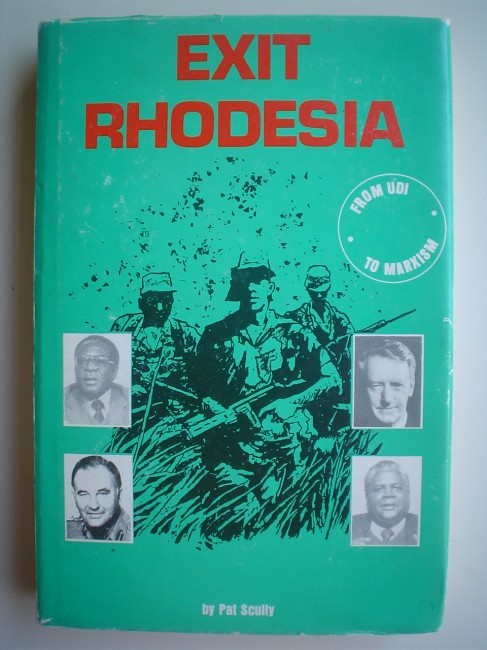 EXIT
RHODESIA
FROM UDI
TO MARXISM
by Pat Scully